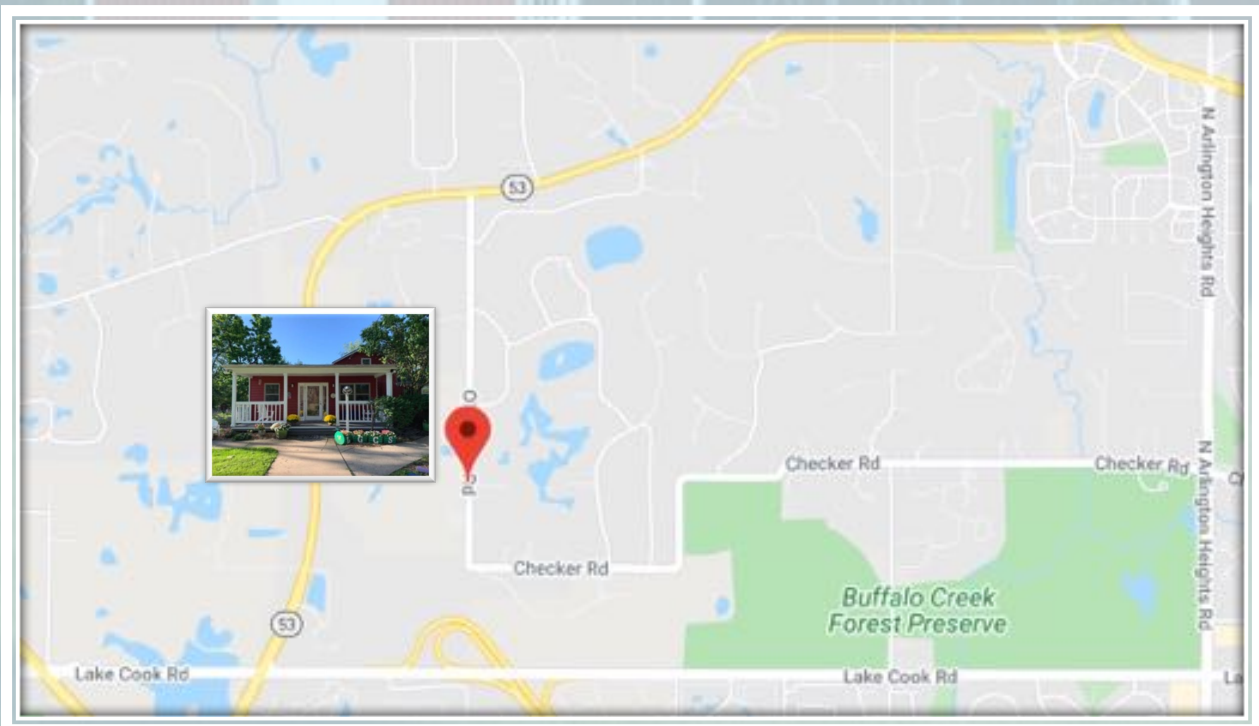 53
N Arlington Heights Rd
Checker Rd
Checker Rd
N Arlington Heights Rd
Checker Rd
Buffalo Creek
Forest Preserve
53
Lake Cook Rd
Lake Cook Rd
La